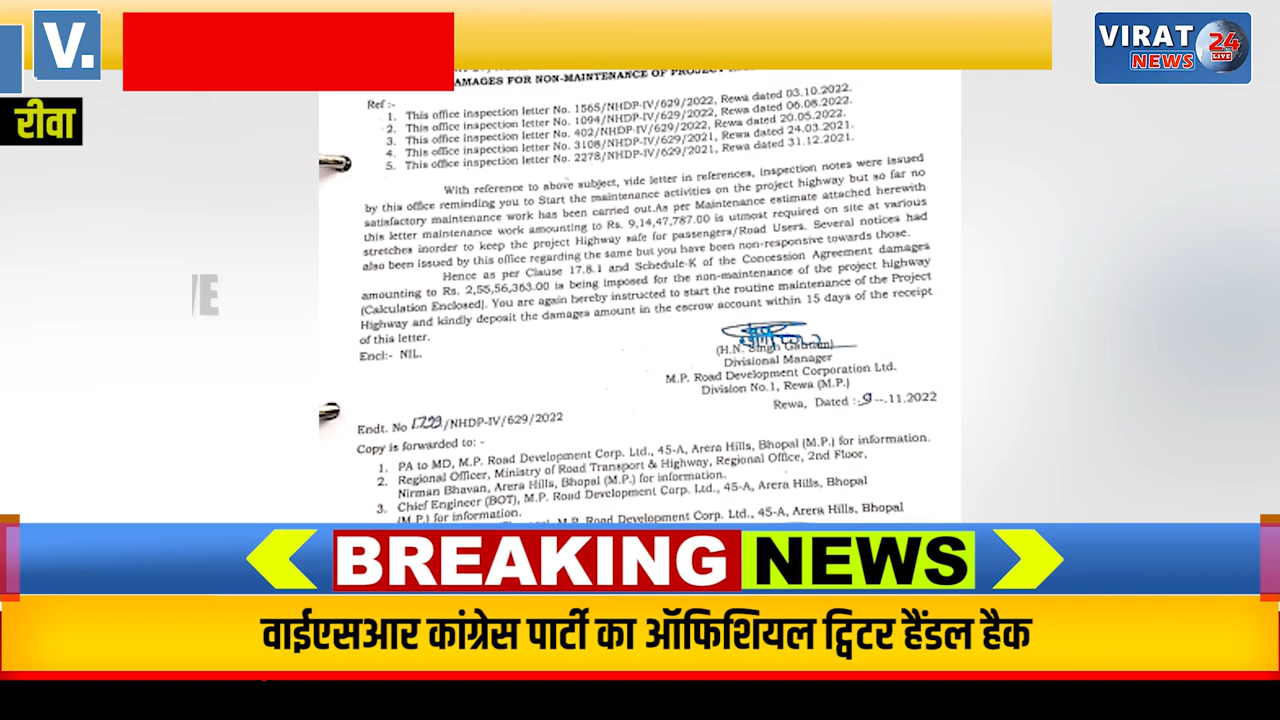 V.
VIRAT
NEWS
24
LIVE
रीवा
DAMAGES FOR NON-MAINTENANCE OF PROJECT
Ref :-
1. This office inspection letter No. 1565/NHDP-IV/629/2022, Rewa dated 03.10.2022.
2. This office inspection letter No. 1094/NHDP-IV/629/2022, Rewa dated 06.08.2022.
3. This office inspection letter No. 402/NHDP-IV/629/2022, Rewa dated 20.05.2022.
4. This office inspection letter No. 3108/NHDP-IV/629/2021, Rewa dated 24.03.2021.
5. This office inspection letter No. 2278/NHDP-IV/629/2021, Rewa dated 31.12.2021.
With reference to above subject, vide letter in references, inspection notes were issued
by this office reminding you to Start the maintenance activities on the project highway but so far no
satisfactory maintenance work has been carried out.As per Maintenance estimate attached herewith
this letter maintenance work amounting to Rs. 9,14,47,787.00 is utmost required on site at various
stretches inorder to keep the project Highway safe for passengers/Road Users. Several notices had
also been issued by this office regarding the same but you have been non-responsive towards those.
Hence as per Clause 17.8.1 and Schedule-K of the Concession Agreement damages
amounting to Rs. 2,55,56,363.00 is being imposed for the non-maintenance of the project highway
(Calculation Enclosed). You are again hereby instructed to start the routine maintenance of the Project
Highway and kindly deposit the damages amount in the escrow account within 15 days of the receipt
of this letter.
Encl:- NIL.
(H.N. Singh
Divisional Manager
M.P. Road Development Corporation Ltd.
Division No.1, Rewa (M.P.)
Rewa, Dated :-9--.11.2022
Endt. No /NHDP-IV/629/2022
Copy is forwarded to: -
1. PA to MD, M.P. Road Development Corp. Ltd., 45-A, Arera Hills, Bhopal (M.P.) for information.
2. Regional Officer, Ministry of Road Transport & Highway, Regional Office, 2nd Floor,
Nirman Bhavan, Arera Hills, Bhopal (M.P.) for information.
3. Chief Engineer (BOT), M.P. Road Development Corp. Ltd., 45-A, Arera Hills, Bhopal
(M.P.) for information.
M.P. Road Development Corp. Ltd., 45-A, Arera Hills, Bhopal
BREAKING NEWS
वाईएसआर कांग्रेस पार्टी का ऑफिशियल ट्विटर हैंडल हैक